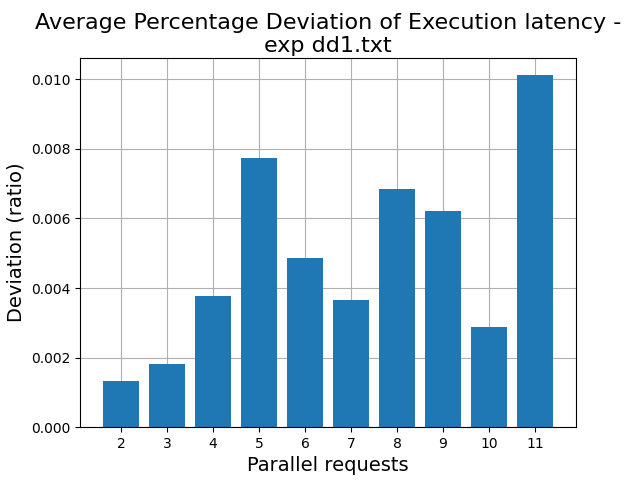 Average Percentage Deviation of Execution latency -
exp dd1.txt
Deviation (ratio)
0.010
0.008
0.006
0.004
0.002
0.000
2 3 4 5 6 7 8 9 10 11
Parallel requests